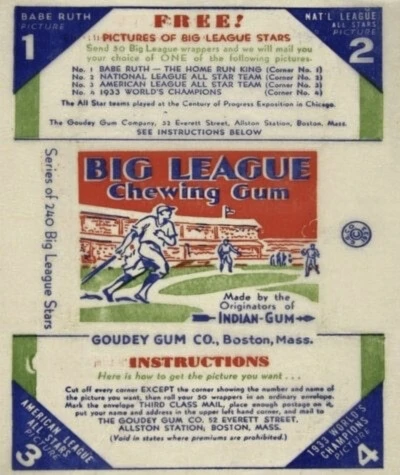 BABE RUTH
PICTURE
1
FREE!
NAT'L LEAGUE
ALL STARS
PICTURE
2
PICTURES OF BIG LEAGUE STARS
Send 50 Big League wrappers and we will mail you
your choice of ONE of the following pictures.
No. 1 BABE RUTH — THE HOME RUN KING (Corner No. 1)
No. 2 NATIONAL LEAGUE ALL STAR TEAM (Corner No. 2)
No. 3 AMERICAN LEAGUE ALL STAR TEAM (Corner No. 3)
No. 4 1933 WORLD'S CHAMPIONS (Corner No. 4)
The All Star teams played at the Century of Progress Exposition in Chicago.
The Goudey Gum Company, 52 Everett Street, Allston Station, Boston, Mass.
SEE INSTRUCTIONS BELOW
Series of 240 Big League Stars
BIG LEAGUE
Chewing Gum
Made by the
Originators of
INDIAN-GUM
GOUDEY GUM CO., Boston, Mass.
INSTRUCTIONS
Here is how to get the picture you want . . .
Cut off every corner EXCEPT the corner showing the number and name of
the picture you want, than roll your 50 wrappers in an ordinary envelope.
Mark the envelope THIRD CLASS MAIL, place enough postage on it,
put your name and address in the upper left hand corner, and mail to
THE GOUDEY GUM CO. 52 EVERETT STREET,
ALLSTON STATION, BOSTON, MASS.
(Void in states where premiums are prohibited.)
AMERICAN LEAGUE
ALL STARS
PICTURE
3
1933 WORLD'S
CHAMPIONS
PICTURE
4